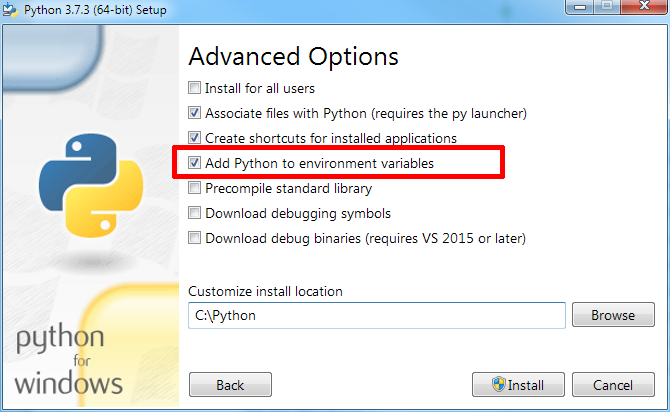 Python 3.7.3 (64-bit) Setup
Advanced Options
Install for all users
Associate files with Python (requires the py launcher)
Create shortcuts for installed applications
Add Python to environment variables
Precompile standard library
Download debugging symbols
Download debug binaries (requires VS 2015 or later)
Customize install location
C:\Python
Browse
python
for
windows
Back
Install
Cancel